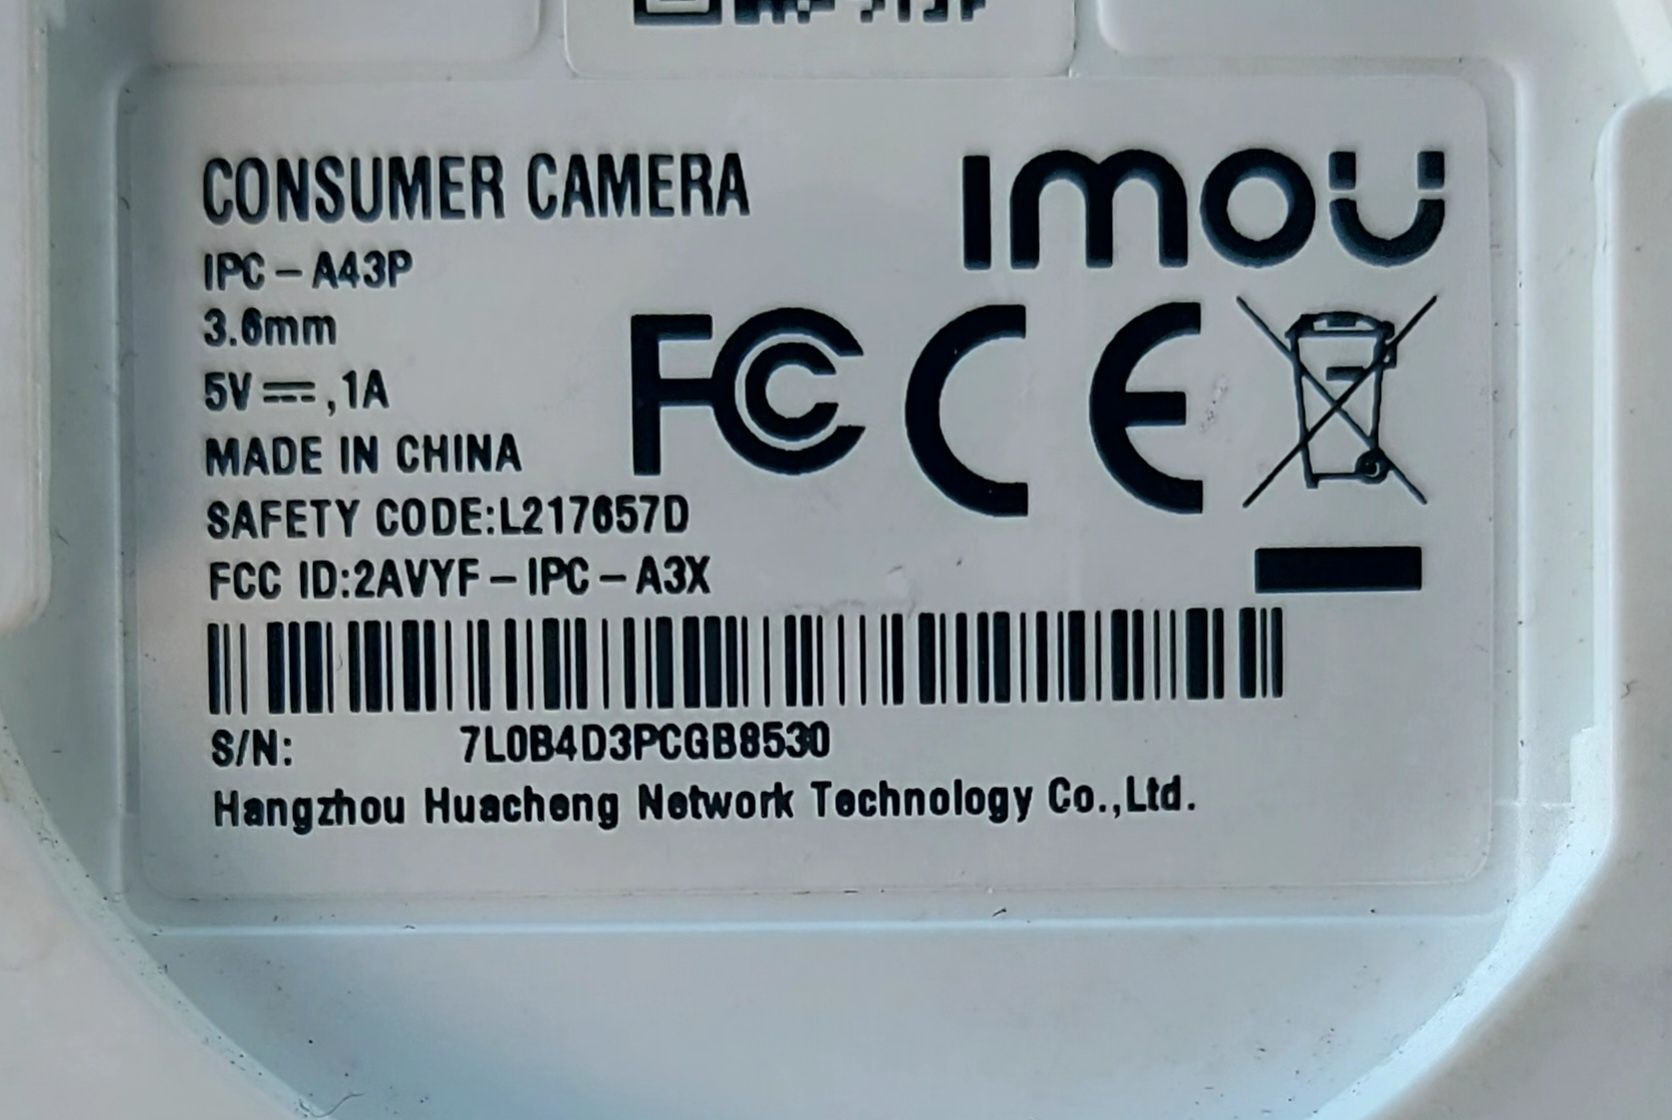 CONSUMER CAMERA
imou
IPC-A43P
3.6mm
5V⎓,1A
FC CE
MADE IN CHINA
SAFETY CODE:L217657D
FCC ID:2AVYF-IPC-A3X
S/N: 7L0B4D3PCGB8530
Hangzhou Huacheng Network Technology Co.,Ltd.